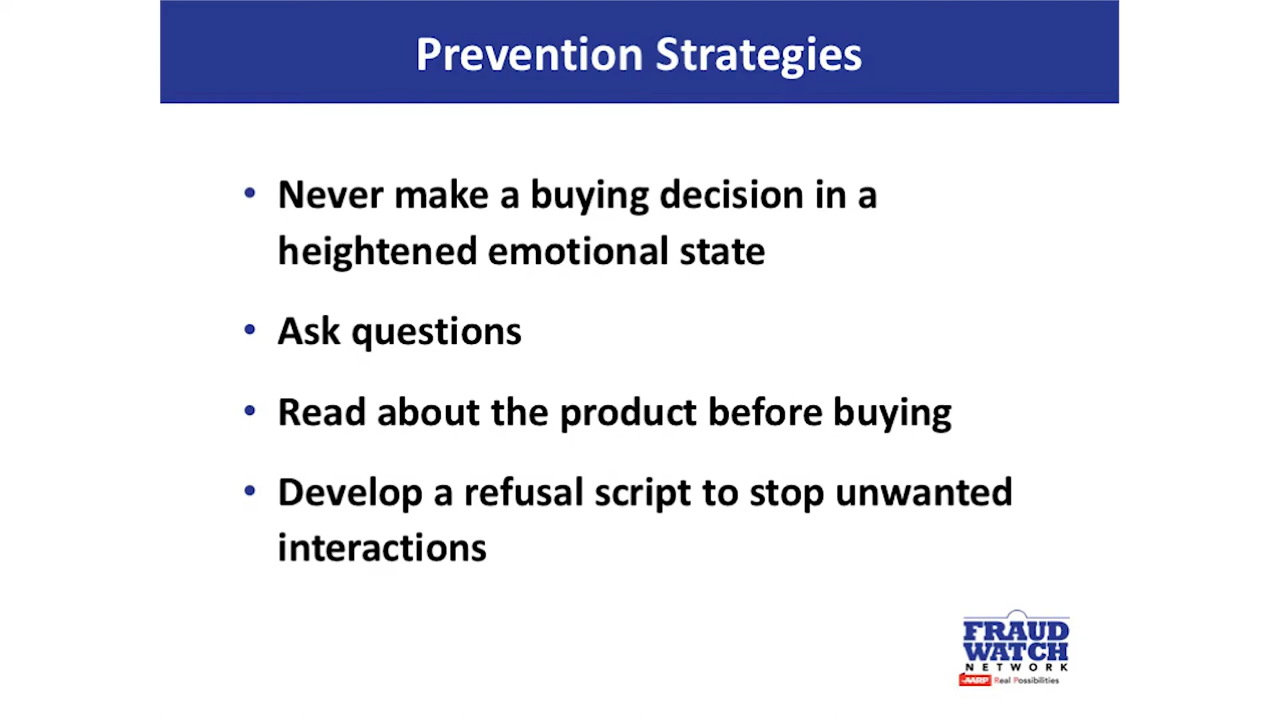 Prevention Strategies
• Never make a buying decision in a
heightened emotional state
• Ask questions
• Read about the product before buying
• Develop a refusal script to stop unwanted
interactions
FRAUD
WATCH
NETWORK
AARP Real Possibilities